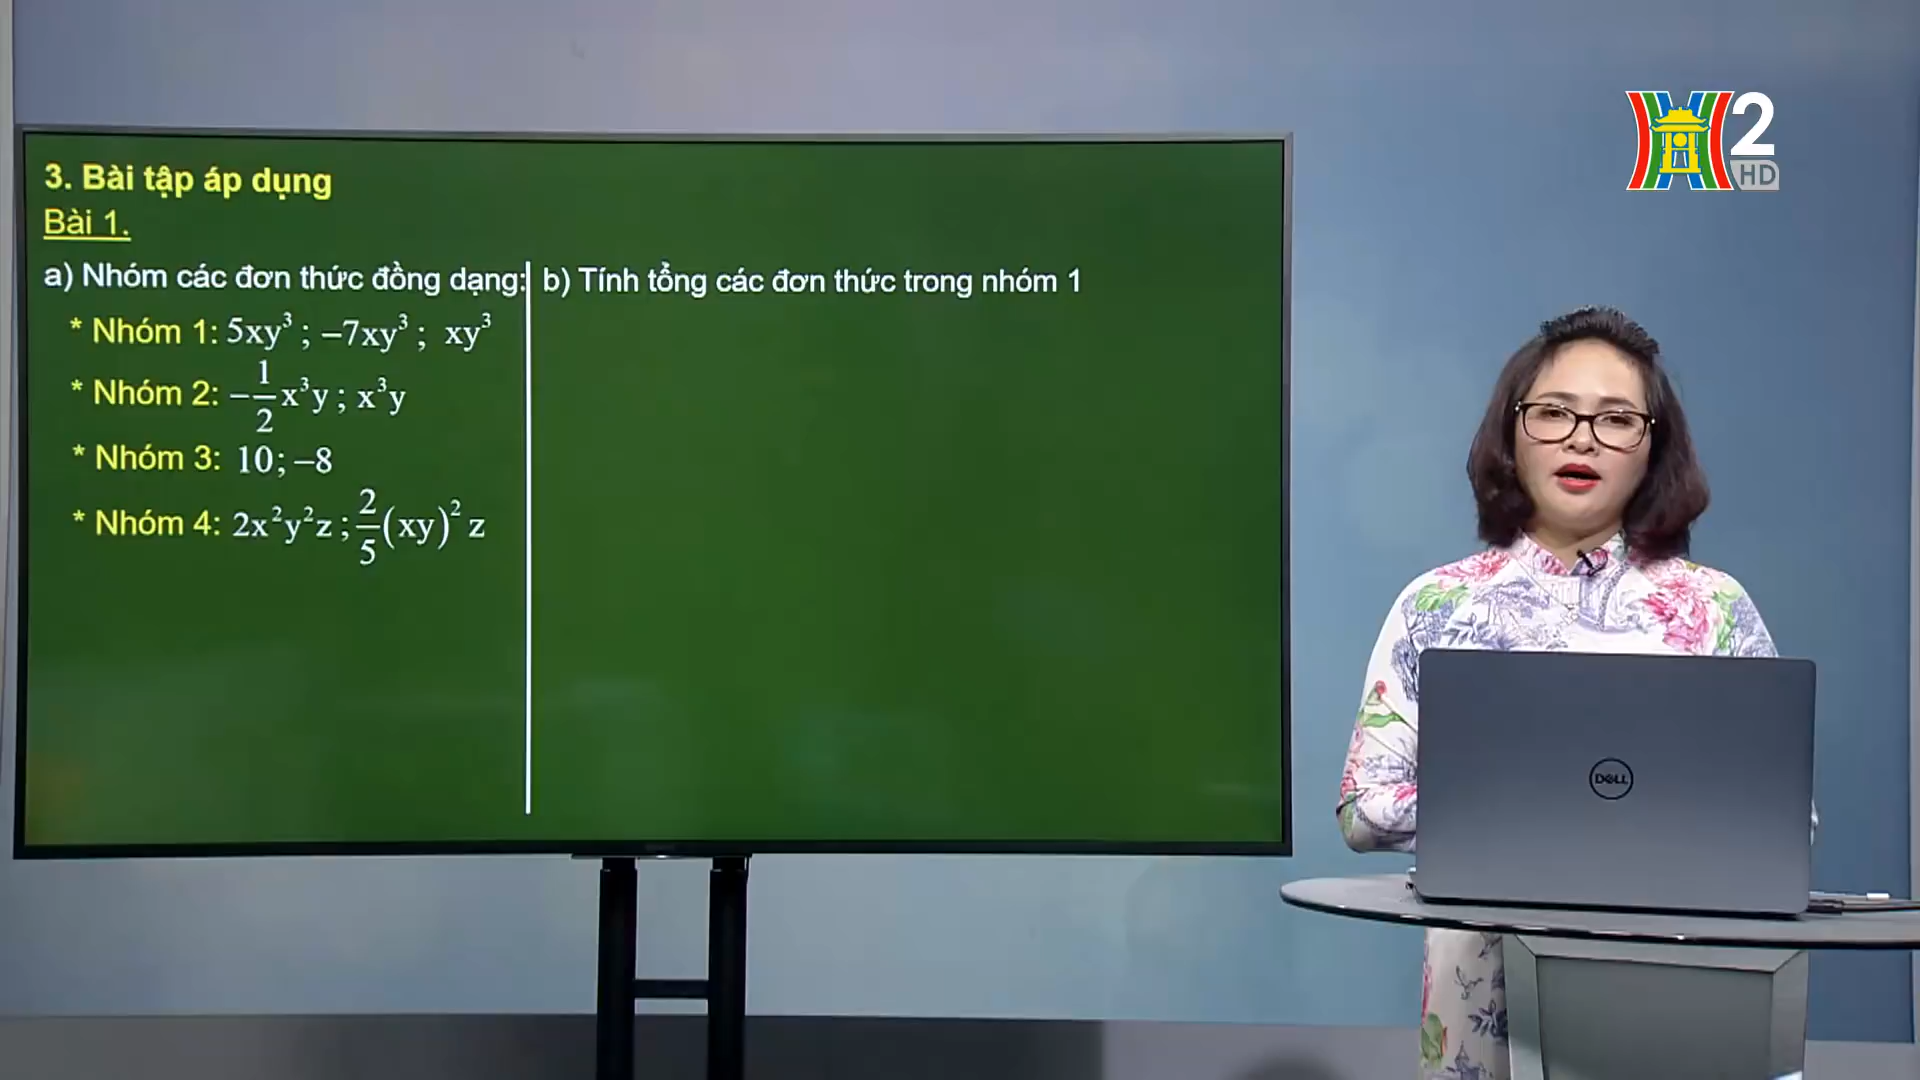 3. Bài tập áp dụng
Bài 1.
a) Nhóm các đơn thức đồng dạng:
* Nhóm 1: 5xy³ ; −7xy³ ; xy³
* Nhóm 2: −1/2x³y ; x³y
* Nhóm 3: 10; −8
* Nhóm 4: 2x²y²z ; 2/5(xy)² z
b) Tính tổng các đơn thức trong nhóm 1
H2
HD
DELL